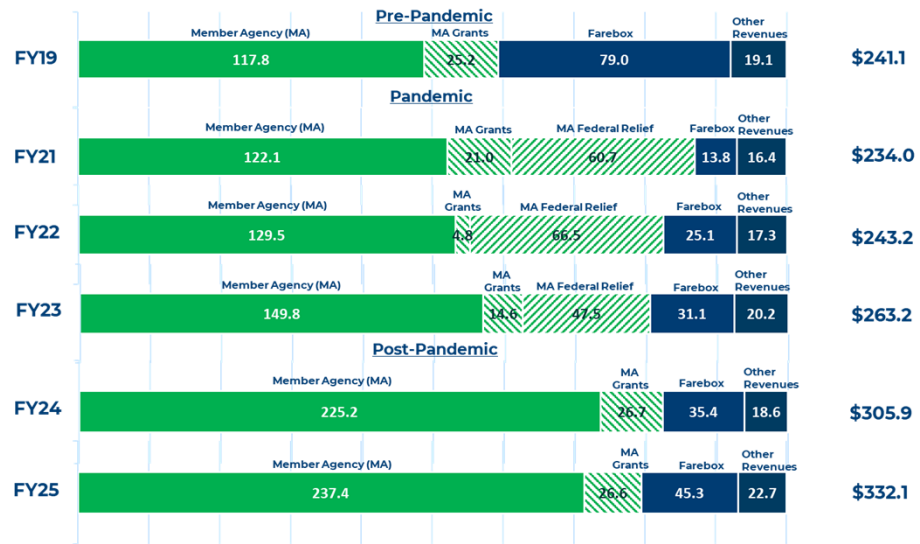 Pre-Pandemic
Member Agency (MA) MA Grants Farebox Other Revenues
FY19 117.8 25.2 79.0 19.1 $241.1
Pandemic
Member Agency (MA) MA Grants MA Federal Relief Farebox Other Revenues
FY21 122.1 21.0 60.7 13.8 16.4 $234.0
Member Agency (MA) MA Grants MA Federal Relief Farebox Other Revenues
FY22 129.5 4.8 66.5 25.1 17.3 $243.2
Member Agency (MA) MA Grants MA Federal Relief Farebox Other Revenues
FY23 149.8 14.6 47.5 31.1 20.2 $263.2
Post-Pandemic
Member Agency (MA) MA Grants Farebox Other Revenues
FY24 225.2 26.7 35.4 18.6 $305.9
Member Agency (MA) MA Grants Farebox Other Revenues
FY25 237.4 26.6 45.3 22.7 $332.1